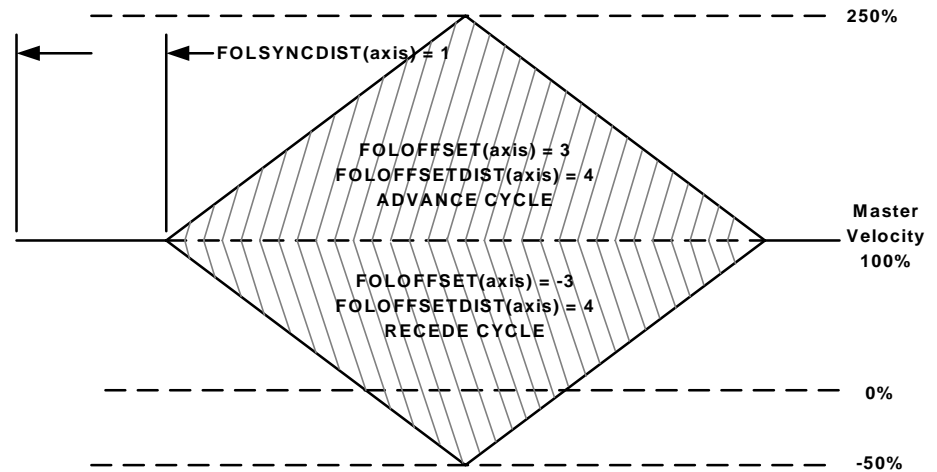 250%
FOLSYNCDIST(axis) = 1
FOLOFFSET(axis) = 3
FOLOFFSETDIST(axis) = 4
ADVANCE CYCLE
Master
Velocity
100%
FOLOFFSET(axis) = -3
FOLOFFSETDIST(axis) = 4
RECEDE CYCLE
0%
-50%